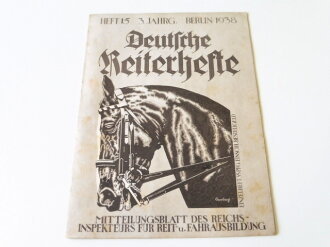 HEFT 15 3. JAHRG. BERLIN 1938
Deutsche
Reiterhefte
MITTEILUNGSBLATT DES REICHS-
INSPEKTEURS FÜR REIT- u. FAHRAUSBILDUNG